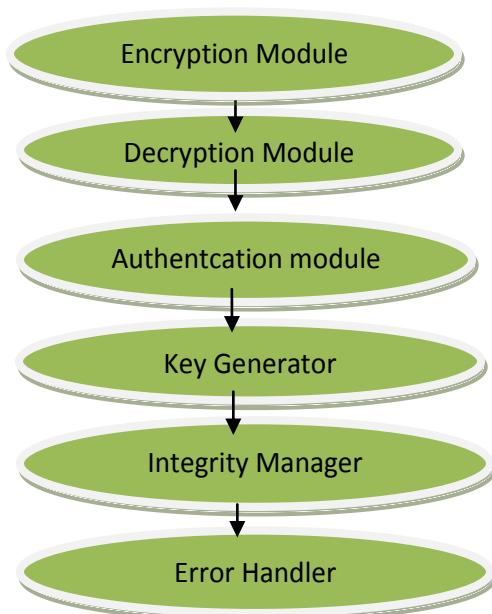 Encryption Module
Decryption Module
Authentcation module
Key Generator
Integrity Manager
Error Handler